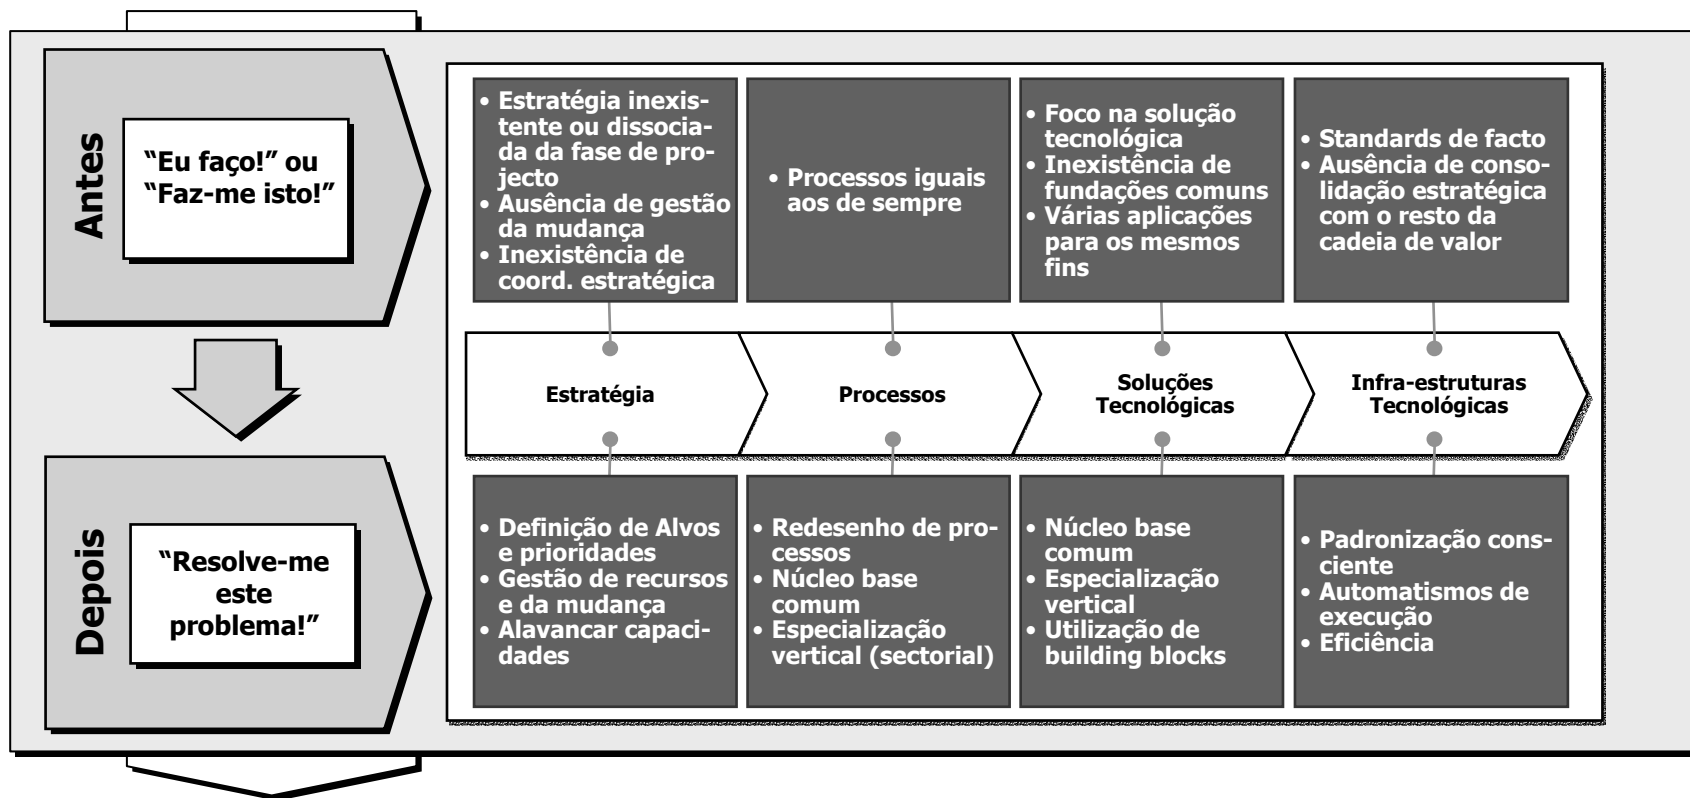 Antes
“Eu faço!” ou
“Faz-me isto!”
• Estratégia inexis-
tente ou dissocia-
da da fase de pro-
jecto
• Ausência de gestão
da mudança
• Inexistência de
coord. estratégica
• Processos iguais
aos de sempre
• Foco na solução
tecnológica
• Inexistência de
fundações comuns
• Várias aplicações
para os mesmos
fins
• Standards de facto
• Ausência de conso-
lidação estratégica
com o resto da
cadeia de valor
Estratégia
Processos
Soluções
Tecnológicas
Infra-estruturas
Tecnológicas
Depois
“Resolve-me
este
problema!”
• Definição de Alvos
e prioridades
• Gestão de recursos
e da mudança
• Alavancar capaci-
dades
• Redesenho de pro-
cessos
• Núcleo base
comum
• Especialização
vertical (sectorial)
• Núcleo base
comum
• Especialização
vertical
• Utilização de
building blocks
• Padronização cons-
ciente
• Automatismos de
execução
• Eficiência